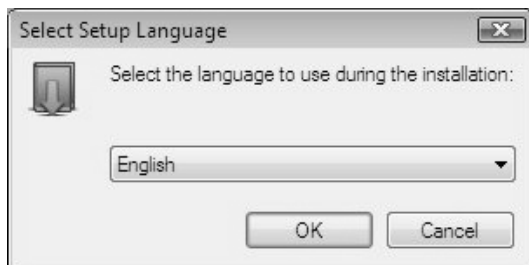 Select Setup Language
Select the language to use during the installation:
English
OK
Cancel